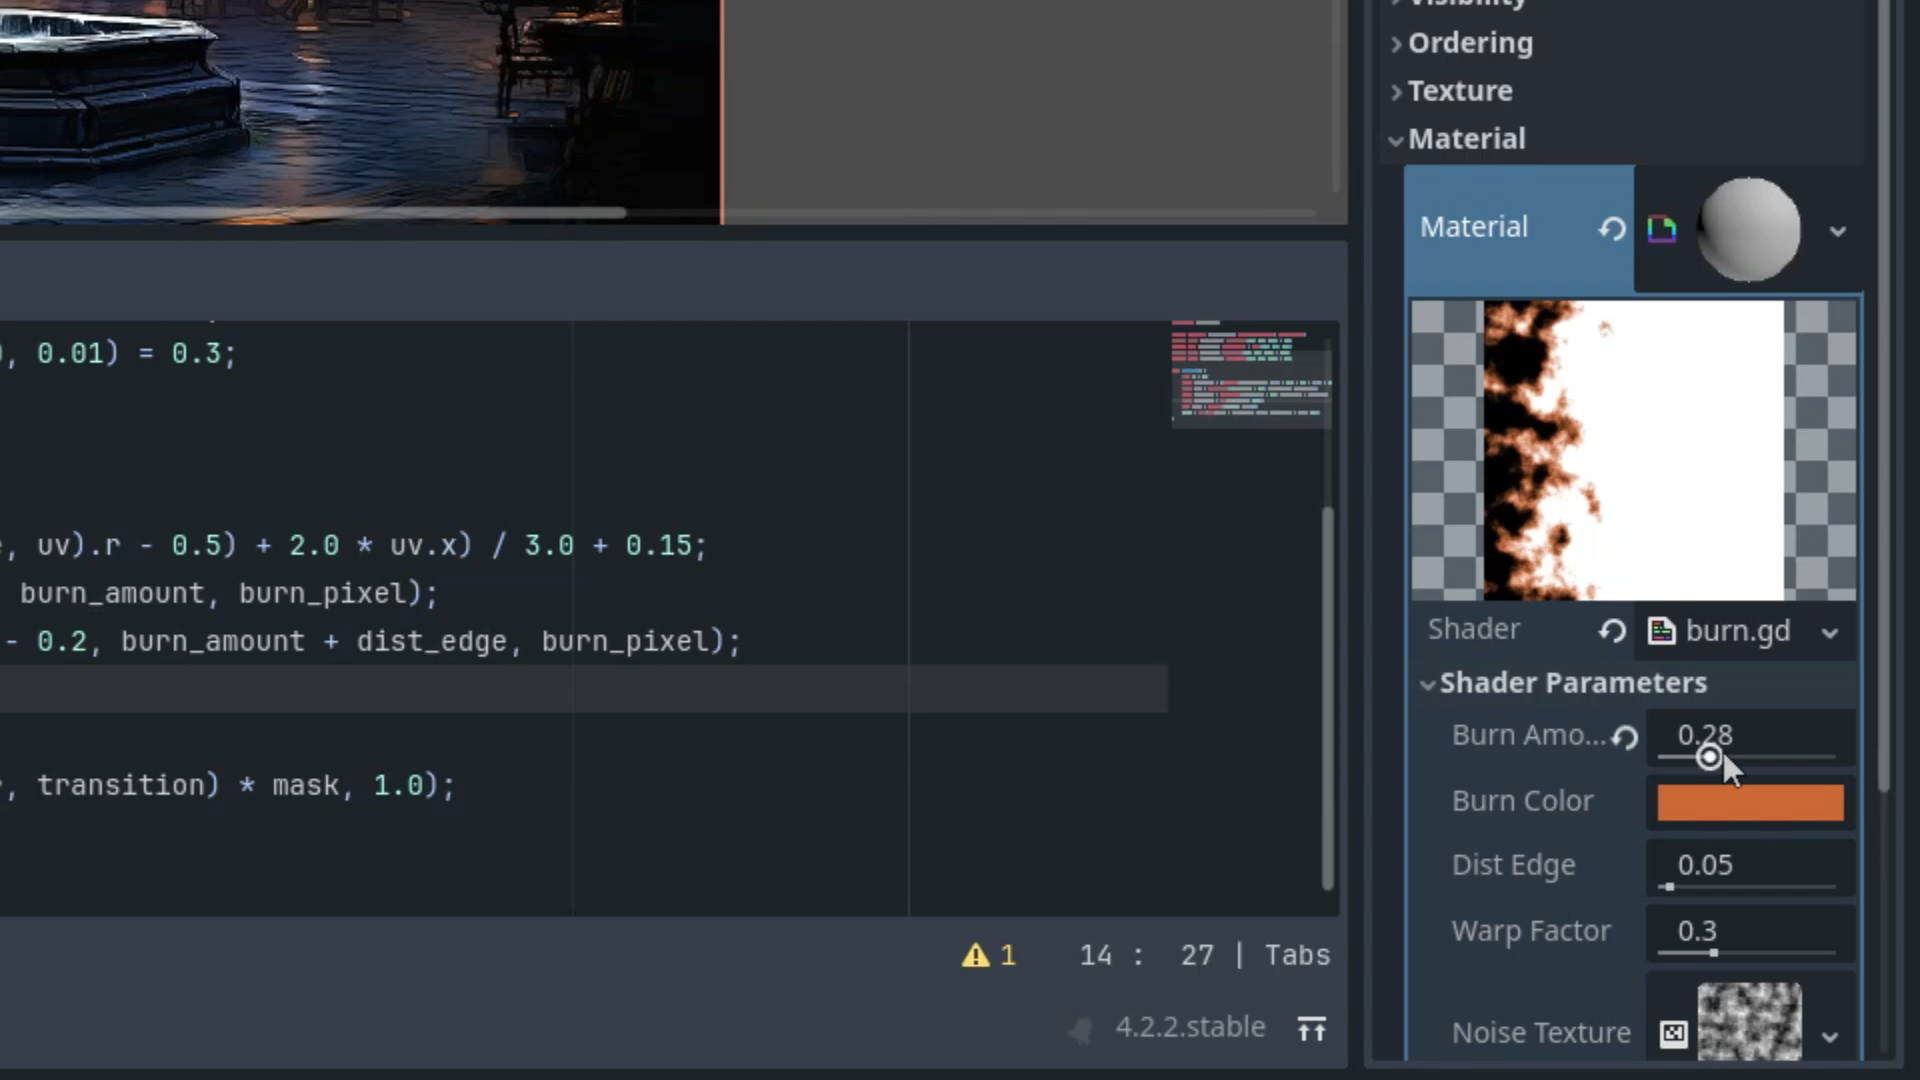 Visibility
Ordering
Texture
Material
Material
, 0.01) = 0.3;
, uv).r - 0.5) + 2.0 * uv.x) / 3.0 + 0.15;
burn_amount, burn_pixel);
- 0.2, burn_amount + dist_edge, burn_pixel);
, transition) * mask, 1.0);
Shader
burn.gd
Shader Parameters
Burn Amo...
0.28
Burn Color
Dist Edge
0.05
Warp Factor
0.3
Noise Texture
1 14 : 27 | Tabs
4.2.2.stable